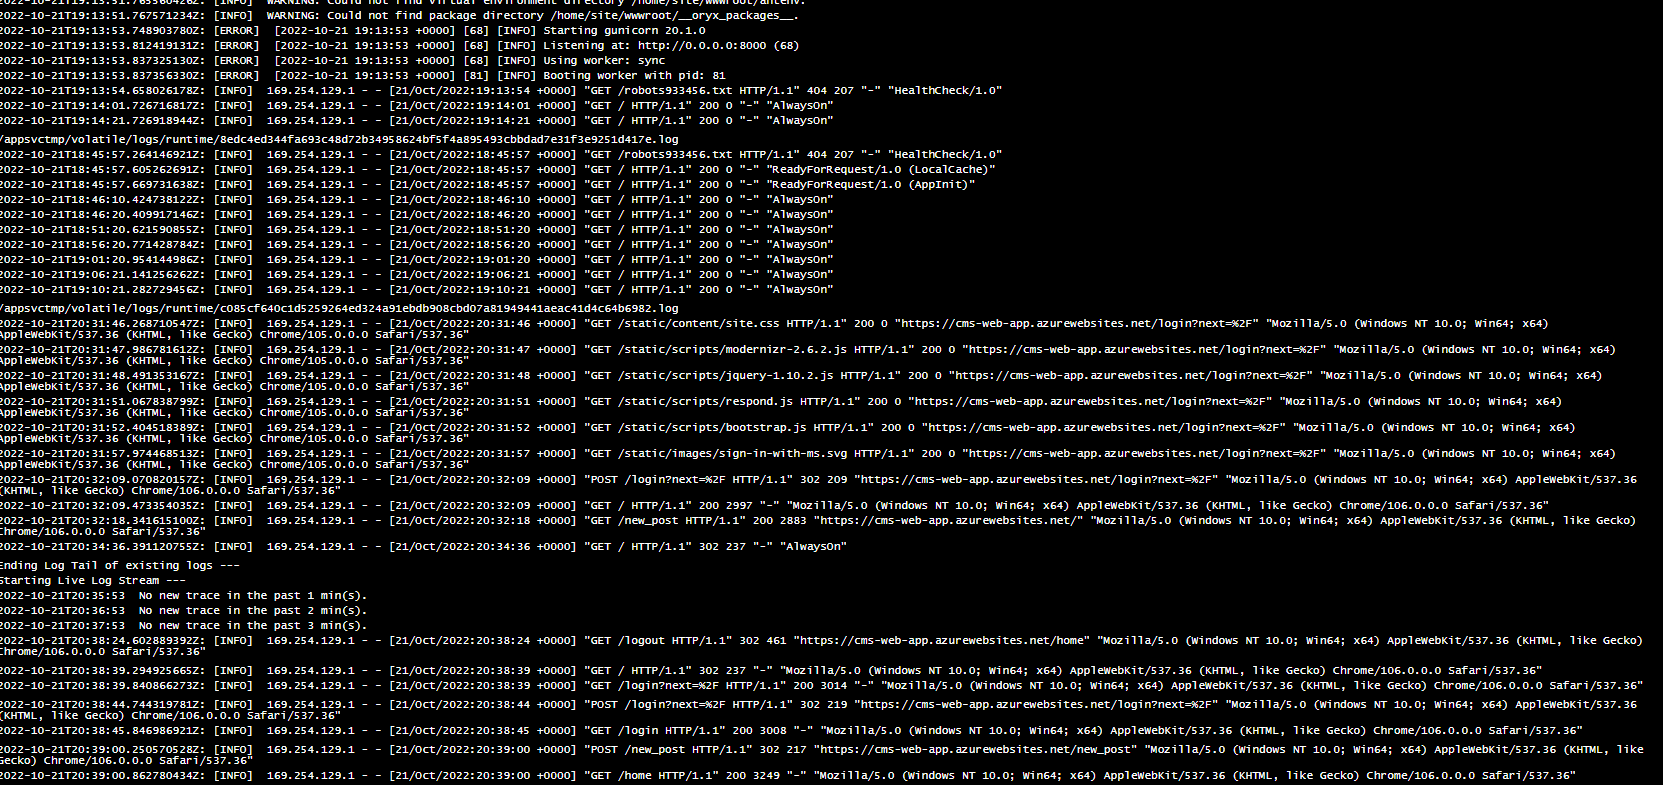 2022-10-21T19:13:51.765560426Z: [INFO]  WARNING: Could not find virtual environment directory /home/site/wwwroot/antenv.
2022-10-21T19:13:51.767571234Z: [INFO]  WARNING: Could not find package directory /home/site/wwwroot/__oryx_packages__.
2022-10-21T19:13:53.748903780Z: [ERROR]  [2022-10-21 19:13:53 +0000] [68] [INFO] Starting gunicorn 20.1.0
2022-10-21T19:13:53.812419131Z: [ERROR]  [2022-10-21 19:13:53 +0000] [68] [INFO] Listening at: http://0.0.0.0:8000 (68)
2022-10-21T19:13:53.837325130Z: [ERROR]  [2022-10-21 19:13:53 +0000] [68] [INFO] Using worker: sync
2022-10-21T19:13:53.837356330Z: [ERROR]  [2022-10-21 19:13:53 +0000] [81] [INFO] Booting worker with pid: 81
2022-10-21T19:13:54.658026178Z: [INFO]  169.254.129.1 - - [21/Oct/2022:19:13:54 +0000] "GET /robots933456.txt HTTP/1.1" 404 207 "-" "HealthCheck/1.0"
2022-10-21T19:14:01.726716817Z: [INFO]  169.254.129.1 - - [21/Oct/2022:19:14:01 +0000] "GET / HTTP/1.1" 200 0 "-" "AlwaysOn"
2022-10-21T19:14:21.726918944Z: [INFO]  169.254.129.1 - - [21/Oct/2022:19:14:21 +0000] "GET / HTTP/1.1" 200 0 "-" "AlwaysOn"
/appsvctmp/volatile/logs/runtime/8edc4ed344fa693c48d72b34958624bf5f4a895493cbbdad7e31f3e9251d417e.log
2022-10-21T18:45:57.264146921Z: [INFO]  169.254.129.1 - - [21/Oct/2022:18:45:57 +0000] "GET /robots933456.txt HTTP/1.1" 404 207 "-" "HealthCheck/1.0"
2022-10-21T18:45:57.605262691Z: [INFO]  169.254.129.1 - - [21/Oct/2022:18:45:57 +0000] "GET / HTTP/1.1" 200 0 "-" "ReadyForRequest/1.0 (LocalCache)"
2022-10-21T18:45:57.669731638Z: [INFO]  169.254.129.1 - - [21/Oct/2022:18:45:57 +0000] "GET / HTTP/1.1" 200 0 "-" "ReadyForRequest/1.0 (AppInit)"
2022-10-21T18:46:10.424738122Z: [INFO]  169.254.129.1 - - [21/Oct/2022:18:46:10 +0000] "GET / HTTP/1.1" 200 0 "-" "AlwaysOn"
2022-10-21T18:46:20.409917146Z: [INFO]  169.254.129.1 - - [21/Oct/2022:18:46:20 +0000] "GET / HTTP/1.1" 200 0 "-" "AlwaysOn"
2022-10-21T18:51:20.621590855Z: [INFO]  169.254.129.1 - - [21/Oct/2022:18:51:20 +0000] "GET / HTTP/1.1" 200 0 "-" "AlwaysOn"
2022-10-21T18:56:20.771428784Z: [INFO]  169.254.129.1 - - [21/Oct/2022:18:56:20 +0000] "GET / HTTP/1.1" 200 0 "-" "AlwaysOn"
2022-10-21T19:01:20.954144986Z: [INFO]  169.254.129.1 - - [21/Oct/2022:19:01:20 +0000] "GET / HTTP/1.1" 200 0 "-" "AlwaysOn"
2022-10-21T19:06:21.141256262Z: [INFO]  169.254.129.1 - - [21/Oct/2022:19:06:21 +0000] "GET / HTTP/1.1" 200 0 "-" "AlwaysOn"
2022-10-21T19:10:21.282729456Z: [INFO]  169.254.129.1 - - [21/Oct/2022:19:10:21 +0000] "GET / HTTP/1.1" 200 0 "-" "AlwaysOn"
/appsvctmp/volatile/logs/runtime/c085cf640c1d5259264ed324a91ebdb908cbd07a81949441aeac41d4c64b6982.log
2022-10-21T20:31:46.268710547Z: [INFO]  169.254.129.1 - - [21/Oct/2022:20:31:46 +0000] "GET /static/content/site.css HTTP/1.1" 200 0 "https://cms-web-app.azurewebsites.net/login?next=%2F" "Mozilla/5.0 (Windows NT 10.0; Win64; x64)
AppleWebKit/537.36 (KHTML, like Gecko) Chrome/105.0.0.0 Safari/537.36"
2022-10-21T20:31:47.986781612Z: [INFO]  169.254.129.1 - - [21/Oct/2022:20:31:47 +0000] "GET /static/scripts/modernizr-2.6.2.js HTTP/1.1" 200 0 "https://cms-web-app.azurewebsites.net/login?next=%2F" "Mozilla/5.0 (Windows NT 10.0; Win64; x64)
AppleWebKit/537.36 (KHTML, like Gecko) Chrome/105.0.0.0 Safari/537.36"
2022-10-21T20:31:48.491353167Z: [INFO]  169.254.129.1 - - [21/Oct/2022:20:31:48 +0000] "GET /static/scripts/jquery-1.10.2.js HTTP/1.1" 200 0 "https://cms-web-app.azurewebsites.net/login?next=%2F" "Mozilla/5.0 (Windows NT 10.0; Win64; x64)
AppleWebKit/537.36 (KHTML, like Gecko) Chrome/105.0.0.0 Safari/537.36"
2022-10-21T20:31:51.067838799Z: [INFO]  169.254.129.1 - - [21/Oct/2022:20:31:51 +0000] "GET /static/scripts/respond.js HTTP/1.1" 200 0 "https://cms-web-app.azurewebsites.net/login?next=%2F" "Mozilla/5.0 (Windows NT 10.0; Win64; x64)
AppleWebKit/537.36 (KHTML, like Gecko) Chrome/105.0.0.0 Safari/537.36"
2022-10-21T20:31:52.404518389Z: [INFO]  169.254.129.1 - - [21/Oct/2022:20:31:52 +0000] "GET /static/scripts/bootstrap.js HTTP/1.1" 200 0 "https://cms-web-app.azurewebsites.net/login?next=%2F" "Mozilla/5.0 (Windows NT 10.0; Win64; x64)
AppleWebKit/537.36 (KHTML, like Gecko) Chrome/105.0.0.0 Safari/537.36"
2022-10-21T20:31:57.974468513Z: [INFO]  169.254.129.1 - - [21/Oct/2022:20:31:57 +0000] "GET /static/images/sign-in-with-ms.svg HTTP/1.1" 200 0 "https://cms-web-app.azurewebsites.net/login?next=%2F" "Mozilla/5.0 (Windows NT 10.0; Win64; x64)
AppleWebKit/537.36 (KHTML, like Gecko) Chrome/105.0.0.0 Safari/537.36"
2022-10-21T20:32:09.070820157Z: [INFO]  169.254.129.1 - - [21/Oct/2022:20:32:09 +0000] "POST /login?next=%2F HTTP/1.1" 302 209 "https://cms-web-app.azurewebsites.net/login?next=%2F" "Mozilla/5.0 (Windows NT 10.0; Win64; x64) AppleWebKit/537.36
(KHTML, like Gecko) Chrome/106.0.0.0 Safari/537.36"
2022-10-21T20:32:09.473354035Z: [INFO]  169.254.129.1 - - [21/Oct/2022:20:32:09 +0000] "GET / HTTP/1.1" 200 2997 "-" "Mozilla/5.0 (Windows NT 10.0; Win64; x64) AppleWebKit/537.36 (KHTML, like Gecko) Chrome/106.0.0.0 Safari/537.36"
2022-10-21T20:32:18.341615100Z: [INFO]  169.254.129.1 - - [21/Oct/2022:20:32:18 +0000] "GET /new_post HTTP/1.1" 200 2883 "https://cms-web-app.azurewebsites.net/" "Mozilla/5.0 (Windows NT 10.0; Win64; x64) AppleWebKit/537.36 (KHTML, like Gecko)
Chrome/106.0.0.0 Safari/537.36"
2022-10-21T20:34:36.391120755Z: [INFO]  169.254.129.1 - - [21/Oct/2022:20:34:36 +0000] "GET / HTTP/1.1" 302 237 "-" "AlwaysOn"
Ending Log Tail of existing logs ---
Starting Live Log Stream ---
2022-10-21T20:35:53  No new trace in the past 1 min(s).
2022-10-21T20:36:53  No new trace in the past 2 min(s).
2022-10-21T20:37:53  No new trace in the past 3 min(s).
2022-10-21T20:38:24.602889392Z: [INFO]  169.254.129.1 - - [21/Oct/2022:20:38:24 +0000] "GET /logout HTTP/1.1" 302 461 "https://cms-web-app.azurewebsites.net/home" "Mozilla/5.0 (Windows NT 10.0; Win64; x64) AppleWebKit/537.36 (KHTML, like Gecko)
Chrome/106.0.0.0 Safari/537.36"
2022-10-21T20:38:39.294925665Z: [INFO]  169.254.129.1 - - [21/Oct/2022:20:38:39 +0000] "GET / HTTP/1.1" 302 237 "-" "Mozilla/5.0 (Windows NT 10.0; Win64; x64) AppleWebKit/537.36 (KHTML, like Gecko) Chrome/106.0.0.0 Safari/537.36"
2022-10-21T20:38:39.840866273Z: [INFO]  169.254.129.1 - - [21/Oct/2022:20:38:39 +0000] "GET /login?next=%2F HTTP/1.1" 200 3014 "-" "Mozilla/5.0 (Windows NT 10.0; Win64; x64) AppleWebKit/537.36 (KHTML, like Gecko) Chrome/106.0.0.0 Safari/537.36"
2022-10-21T20:38:44.744319781Z: [INFO]  169.254.129.1 - - [21/Oct/2022:20:38:44 +0000] "POST /login?next=%2F HTTP/1.1" 302 219 "https://cms-web-app.azurewebsites.net/login?next=%2F" "Mozilla/5.0 (Windows NT 10.0; Win64; x64) AppleWebKit/537.36
(KHTML, like Gecko) Chrome/106.0.0.0 Safari/537.36"
2022-10-21T20:38:45.846986921Z: [INFO]  169.254.129.1 - - [21/Oct/2022:20:38:45 +0000] "GET /login HTTP/1.1" 200 3008 "-" "Mozilla/5.0 (Windows NT 10.0; Win64; x64) AppleWebKit/537.36 (KHTML, like Gecko) Chrome/106.0.0.0 Safari/537.36"
2022-10-21T20:39:00.250570528Z: [INFO]  169.254.129.1 - - [21/Oct/2022:20:39:00 +0000] "POST /new_post HTTP/1.1" 302 217 "https://cms-web-app.azurewebsites.net/new_post" "Mozilla/5.0 (Windows NT 10.0; Win64; x64) AppleWebKit/537.36 (KHTML, like
Gecko) Chrome/106.0.0.0 Safari/537.36"
2022-10-21T20:39:00.862780434Z: [INFO]  169.254.129.1 - - [21/Oct/2022:20:39:00 +0000] "GET /home HTTP/1.1" 200 3249 "-" "Mozilla/5.0 (Windows NT 10.0; Win64; x64) AppleWebKit/537.36 (KHTML, like Gecko) Chrome/106.0.0.0 Safari/537.36"